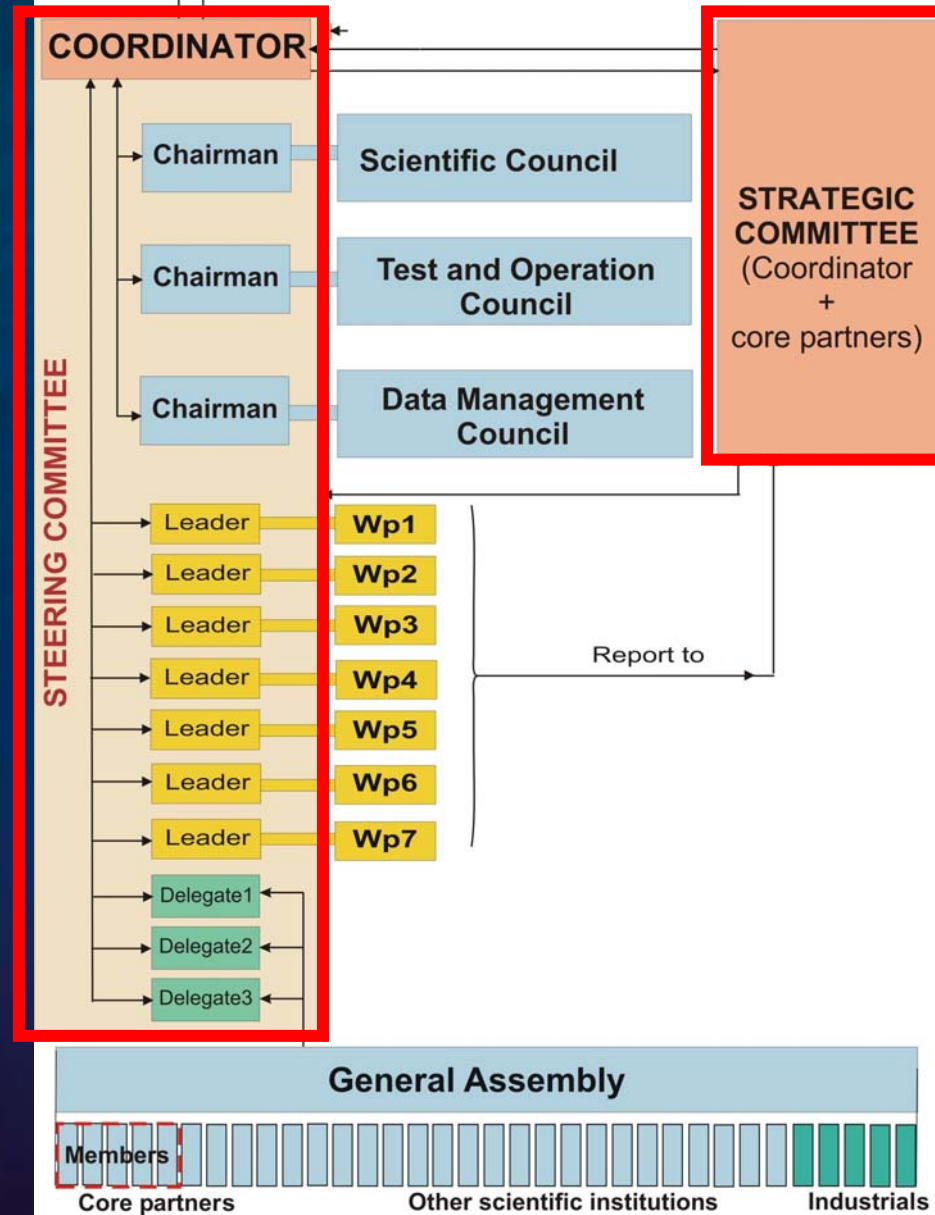 COORDINATOR
Chairman
Scientific Council
STRATEGIC
COMMITTEE
(Coordinator
+
core partners)
Chairman
Test and Operation
Council
Chairman
Data Management
Council
STEERING COMMITTEE
Leader
Wp1
Leader
Wp2
Leader
Wp3
Leader
Wp4
Leader
Wp5
Leader
Wp6
Leader
Wp7
Report to
Delegate1
Delegate2
Delegate3
General Assembly
Members
Core partners
Other scientific institutions
Industrials